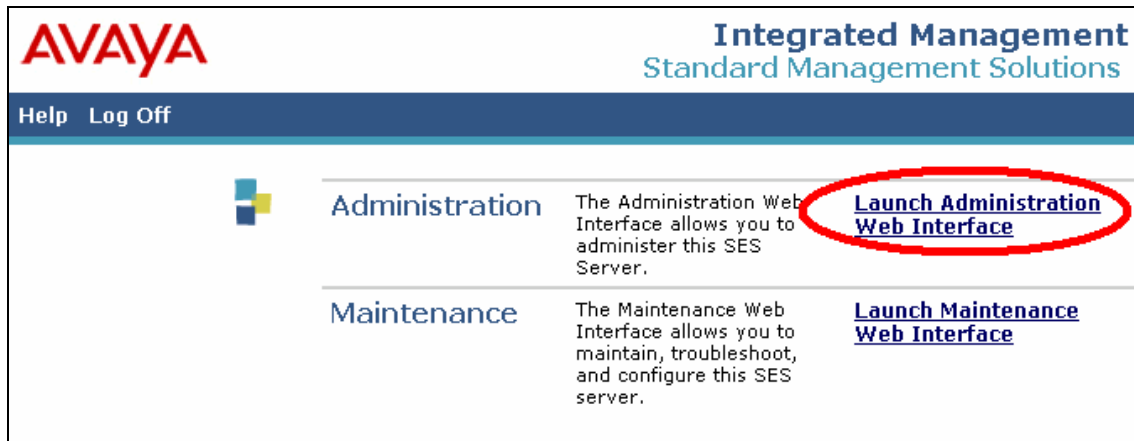 AVAYA
Integrated Management
Standard Management Solutions
Help Log Off
Administration
The Administration Web
Interface allows you to
administer this SES
Server.
Launch Administration
Web Interface
Maintenance
The Maintenance Web
Interface allows you to
maintain, troubleshoot,
and configure this SES
server.
Launch Maintenance
Web Interface